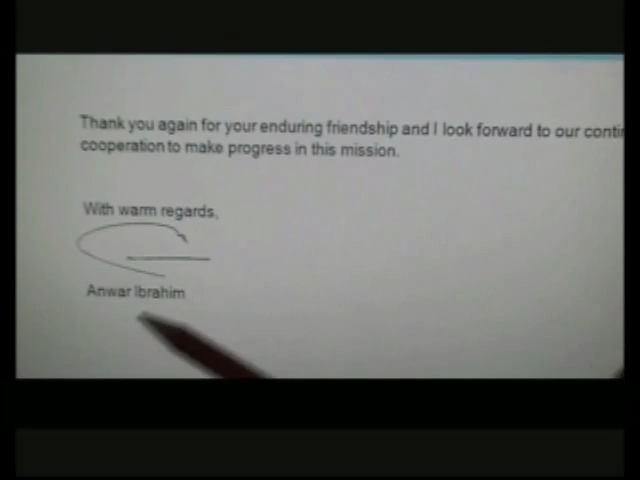 Thank you again for your enduring friendship and I look forward to our
cooperation to make progress in this mission.
With warm regards,
Anwar Ibrahim